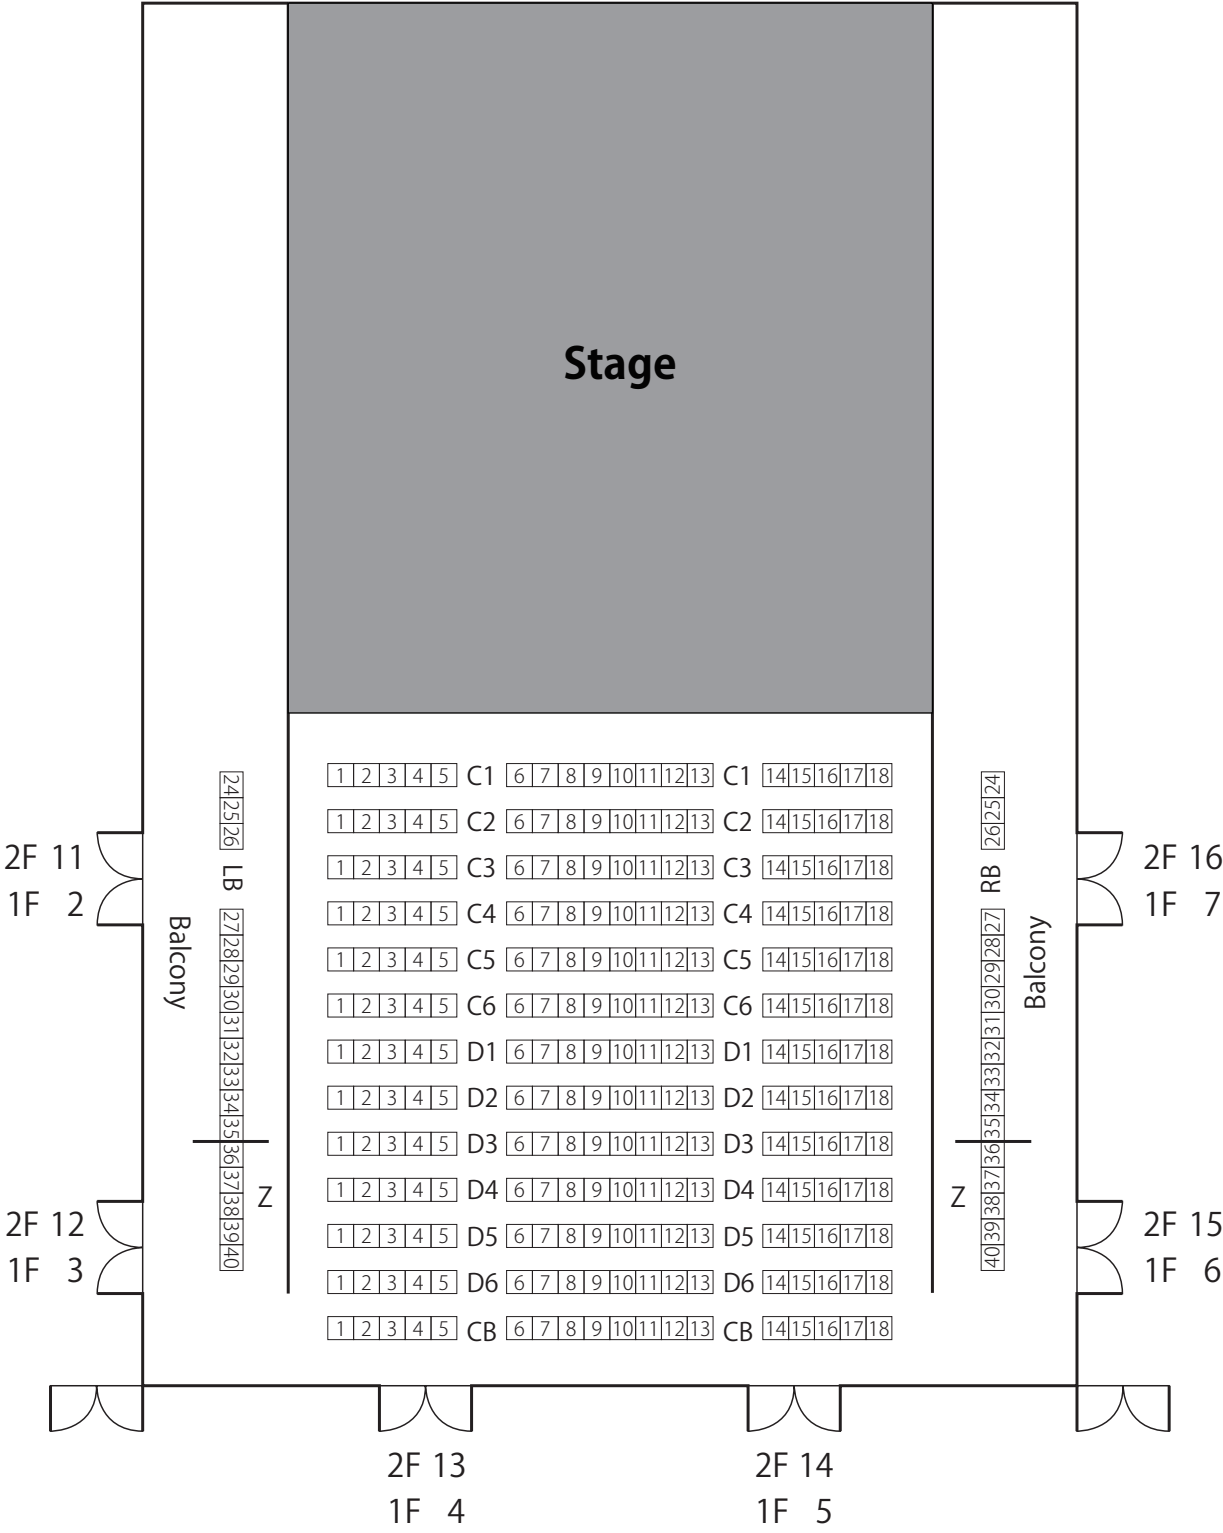 Stage
1 2 3 4 5 C1 6 7 8 9 10 11 12 13 C1 14 15 16 17 18
1 2 3 4 5 C2 6 7 8 9 10 11 12 13 C2 14 15 16 17 18
1 2 3 4 5 C3 6 7 8 9 10 11 12 13 C3 14 15 16 17 18
1 2 3 4 5 C4 6 7 8 9 10 11 12 13 C4 14 15 16 17 18
1 2 3 4 5 C5 6 7 8 9 10 11 12 13 C5 14 15 16 17 18
1 2 3 4 5 C6 6 7 8 9 10 11 12 13 C6 14 15 16 17 18
1 2 3 4 5 D1 6 7 8 9 10 11 12 13 D1 14 15 16 17 18
1 2 3 4 5 D2 6 7 8 9 10 11 12 13 D2 14 15 16 17 18
1 2 3 4 5 D3 6 7 8 9 10 11 12 13 D3 14 15 16 17 18
1 2 3 4 5 D4 6 7 8 9 10 11 12 13 D4 14 15 16 17 18
1 2 3 4 5 D5 6 7 8 9 10 11 12 13 D5 14 15 16 17 18
1 2 3 4 5 D6 6 7 8 9 10 11 12 13 D6 14 15 16 17 18
1 2 3 4 5 CB 6 7 8 9 10 11 12 13 CB 14 15 16 17 18
24 25 26 LB 27 28 29 30 31 32 33 34 35 36 37 38 39 40
Balcony
Z
40 39 38 37 36 35 34 33 32 31 30 29 28 27 RB 26 25 24
Balcony
Z
2F 11
1F 2
2F 12
1F 3
2F 13
1F 4
2F 14
1F 5
2F 15
1F 6
2F 16
1F 7